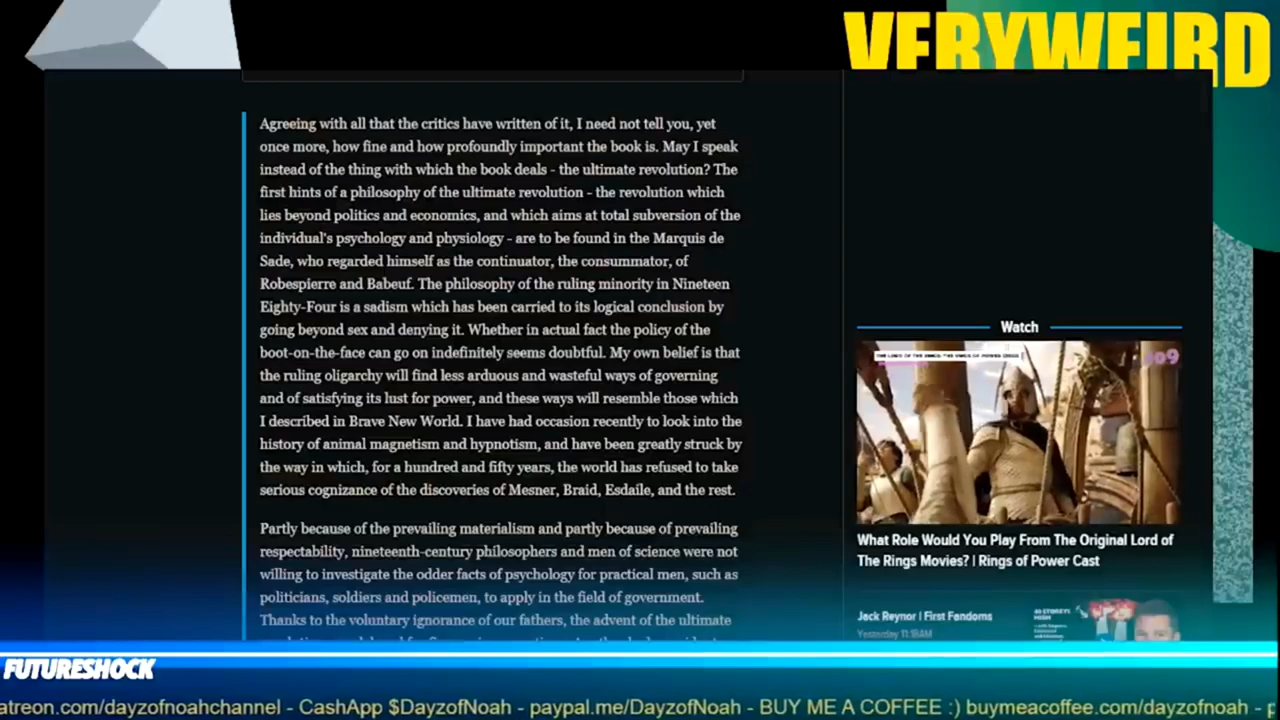 VERYWEIRD
Agreeing with all that the critics have written of it, I need not tell you, yet
once more, how fine and how profoundly important the book is. May I speak
instead of the thing with which the book deals - the ultimate revolution? The
first hints of a philosophy of the ultimate revolution - the revolution which
lies beyond politics and economics, and which aims at total subversion of the
individual's psychology and physiology - are to be found in the Marquis de
Sade, who regarded himself as the continuator, the consummator, of
Robespierre and Babeuf. The philosophy of the ruling minority in Nineteen
Eighty-Four is a sadism which has been carried to its logical conclusion by
going beyond sex and denying it. Whether in actual fact the policy of the
boot-on-the-face can go on indefinitely seems doubtful. My own belief is that
the ruling oligarchy will find less arduous and wasteful ways of governing
and of satisfying its lust for power, and these ways will resemble those which
I described in Brave New World. I have had occasion recently to look into the
history of animal magnetism and hypnotism, and have been greatly struck by
the way in which, for a hundred and fifty years, the world has refused to take
serious cognizance of the discoveries of Mesner, Braid, Esdaile, and the rest.
Partly because of the prevailing materialism and partly because of prevailing
respectability, nineteenth-century philosophers and men of science were not
willing to investigate the odder facts of psychology for practical men, such as
politicians, soldiers and policemen, to apply in the field of government.
Thanks to the voluntary ignorance of our fathers, the advent of the ultimate
Watch
THE LORD OF THE RINGS: THE RINGS OF POWER
io9
What Role Would You Play From The Original Lord of
The Rings Movies? | Rings of Power Cast
Jack Reynor | First Fandoms
Yesterday 11:18AM
FUTURESHOCK
atreon.com/dayzofnoahchannel - CashApp $DayzofNoah - paypal.me/DayzofNoah - BUY ME A COFFEE :) buymeacoffee.com/dayzofnoah - p